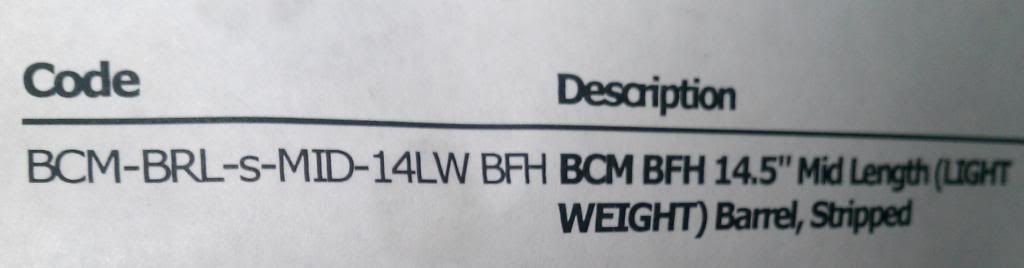 Code Description
BCM-BRL-s-MID-14LW BFH BCM BFH 14.5" Mid Length (LIGHT
WEIGHT) Barrel, Stripped